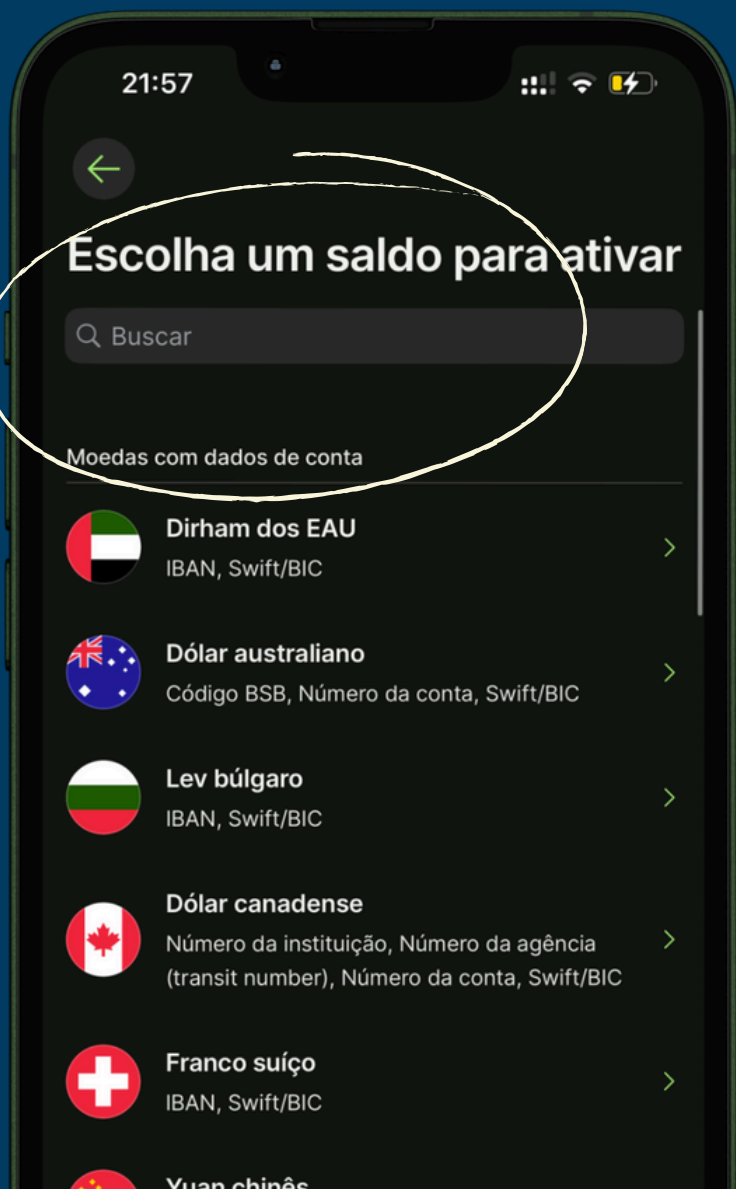 21:57
Escolha um saldo para ativar
Buscar
Moedas com dados de conta
Dirham dos EAU
IBAN, Swift/BIC
Dólar australiano
Código BSB, Número da conta, Swift/BIC
Lev búlgaro
IBAN, Swift/BIC
Dólar canadense
Número da instituição, Número da agência
(transit number), Número da conta, Swift/BIC
Franco suíço
IBAN, Swift/BIC
Yuan chinês